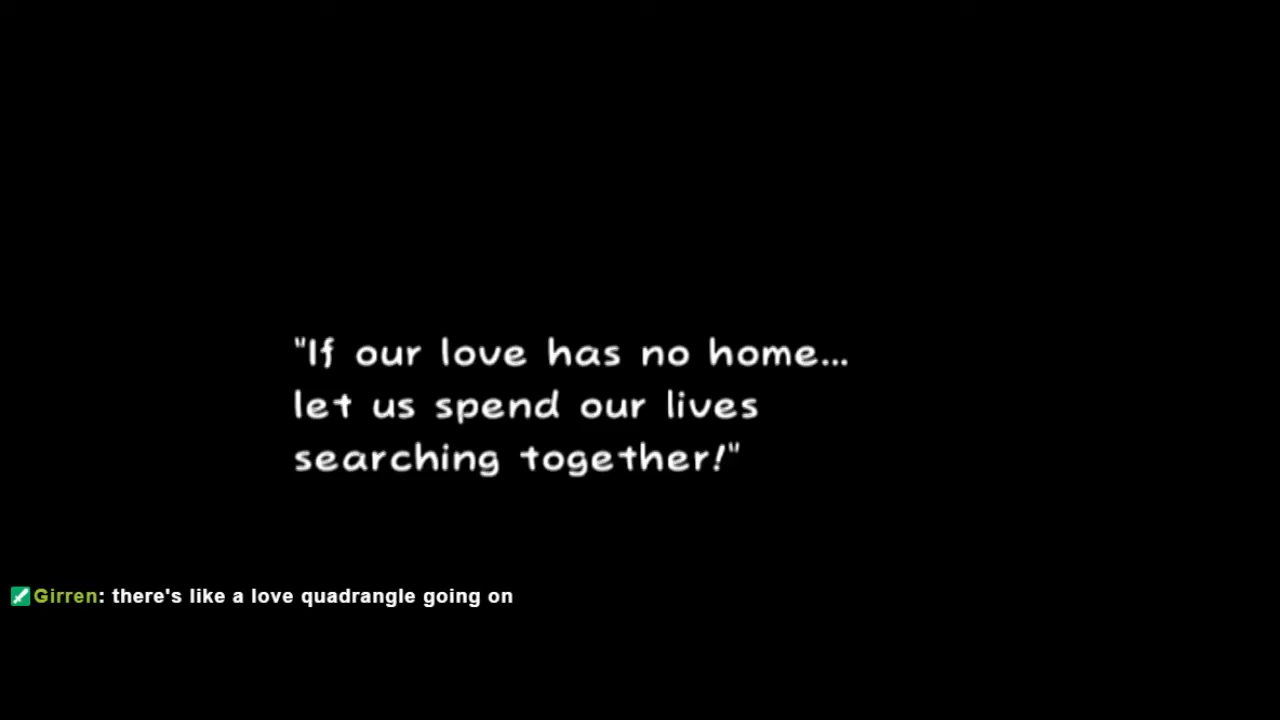 "If our love has no home...
let us spend our lives
searching together!"
Girren: there's like a love quadrangle going on